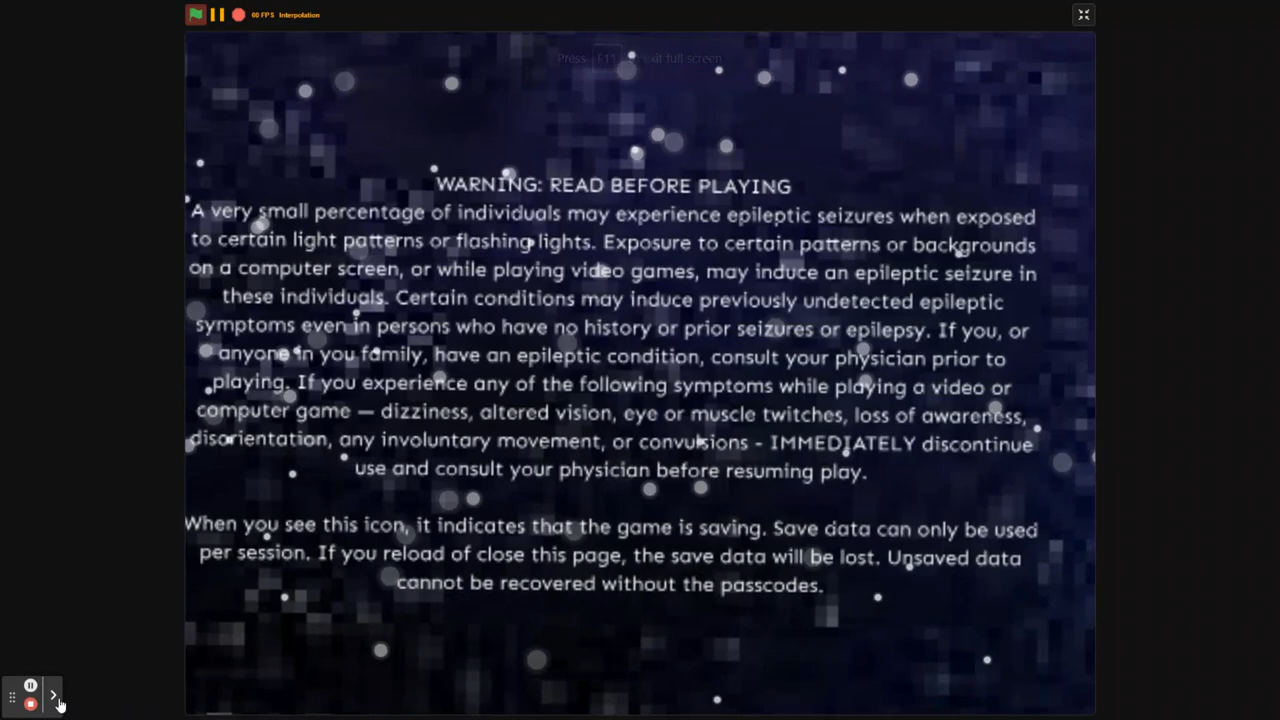 60 FPS Interpolation
Press F11 exit full screen
WARNING: READ BEFORE PLAYING
A very small percentage of individuals may experience epileptic seizures when exposed
to certain light patterns or flashing lights. Exposure to certain patterns or backgrounds
on a computer screen, or while playing video games, may induce an epileptic seizure in
these individuals. Certain conditions may induce previously undetected epileptic
symptoms even in persons who have no history or prior seizures or epilepsy. If you, or
anyone in you family, have an epileptic condition, consult your physician prior to
playing. If you experience any of the following symptoms while playing a video or
computer game — dizziness, altered vision, eye or muscle twitches, loss of awareness,
disorientation, any involuntary movement, or convulsions - IMMEDIATELY discontinue
use and consult your physician before resuming play.
When you see this icon, it indicates that the game is saving. Save data can only be used
per session. If you reload of close this page, the save data will be lost. Unsaved data
cannot be recovered without the passcodes.